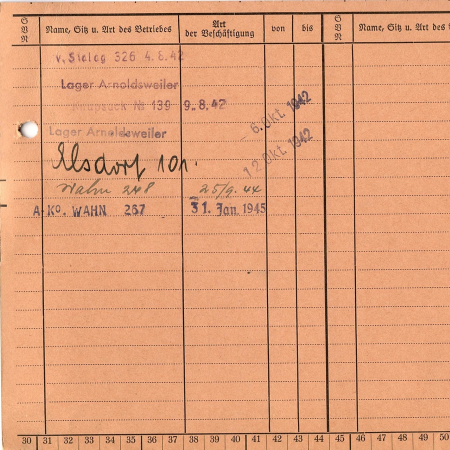 S V N
Name, Sitz u. Art des Betriebes
Art der Beschäftigung
von
bis
S V N
Name, Sitz u. Art des
v. Stalag 326 4.8.42
Lager Arnoldsweiler
№ 139 9.8.42
6. Okt. 1942
Lager Arnoldsweiler
12. Okt. 1942
Elsdorf 101.
Wahn 248 25/9.44
A.Ko. WAHN 267 31. Jan 1945
30 31 32 33 34 35 36 37 38 39 40 41 42 43 44 45 46 47 48 49 50